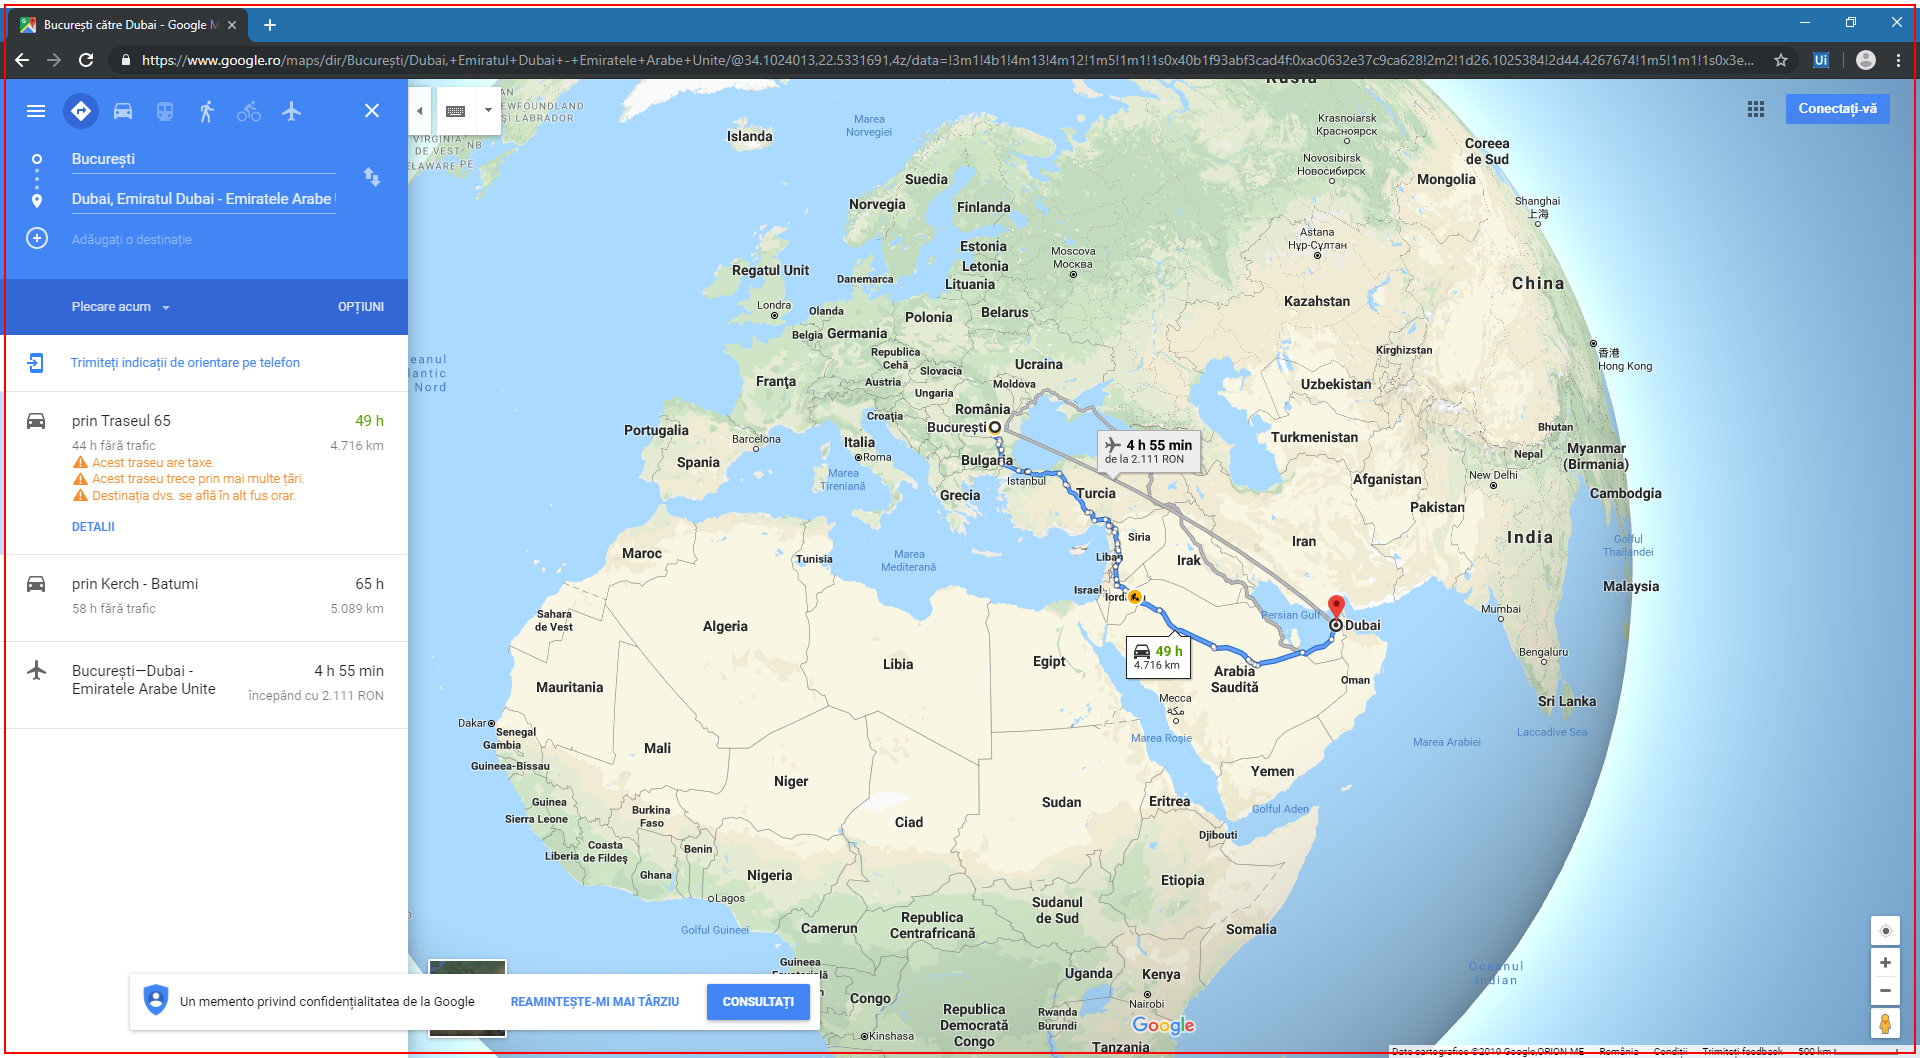 București către Dubai - Google M
https://www.google.ro/maps/dir/București/Dubai,+Emiratul+Dubai+-+Emiratele+Arabe+Unite/@34.1024013,22.5331691,4z/data=!3m1!4b1!4m13!4m12!1m5!1m1!1s0x40b1f93abf3cad4f:0xac0632e37c9ca628!2m2!1d26.1025384!2d44.4267674!1m5!1m1!1s0x3e...
Ui
București
Dubai, Emiratul Dubai - Emiratele Arabe
Adăugați o destinație
Plecare acum
OPȚIUNI
Trimiteți indicații de orientare pe telefon
prin Traseul 65
49 h
44 h fără trafic
4.716 km
Acest traseu are taxe.
Acest traseu trece prin mai multe țări.
Destinația dvs. se află în alt fus orar.
DETALII
prin Kerch - Batumi
65 h
58 h fără trafic
5.089 km
București—Dubai -
Emiratele Arabe Unite
4 h 55 min
începând cu 2.111 RON
Conectați-vă
Rusia
NEWFOUNDLAND
ȘI LABRADOR
VIRGINIA
DE VEST
NB
DELAWARE
PE
Islanda
Marea
Norvegiei
Krasnoiarsk
Красноярск
Novosibirsk
Новосибирск
Coreea
de Sud
Mongolia
Shanghai
上海
Suedia
Norvegia
Finlanda
Astana
Нұр-Сұлтан
Estonia
Letonia
Lituania
Moscova
Москва
Regatul Unit
Danemarca
China
Londra
Olanda
Polonia
Belarus
Kazahstan
Belgia
Germania
Kirghizstan
香港
Hong Kong
Republica
Cehă
Ucraina
Slovacia
Austria
Moldova
Franța
Ungaria
Uzbekistan
Croația
România
București
Portugalia
Barcelona
Italia
Roma
Spania
Bulgaria
Turkmenistan
Bhutan
Nepal
Myanmar
(Birmania)
4 h 55 min
de la 2.111 RON
Marea
Tireniană
Grecia
Istanbul
Turcia
New Delhi
Afganistan
Pakistan
Cambodgia
India
Golful
Thailandei
Maroc
Tunisia
Marea
Mediterană
Siria
Liban
Irak
Iran
Israel
Malaysia
Sahara
de Vest
Algeria
Libia
Egipt
Persian Gulf
Dubai
Mumbai
49 h
4.716 km
Arabia
Saudită
Oman
Bengaluru
Mauritania
Mecca
مكة
Sri Lanka
Dakar
Senegal
Gambia
Mali
Marea Roșie
Marea Arabiei
Laccadive Sea
Guineea-Bissau
Niger
Yemen
Guinea
Burkina
Faso
Sierra Leone
Ciad
Sudan
Eritrea
Golful Aden
Djibouti
Coasta
de Fildeș
Liberia
Benin
Ghana
Nigeria
Etiopia
Lagos
Sudanul
de Sud
Republica
Centrafricană
Camerun
Golful Guineei
Somalia
Guineea
Uganda
Kenya
Oceanul
Indian
Congo
Nairobi
Republica
Democrată
Congo
Rwanda
Burundi
Google
Kinshasa
Tanzania
Un memento privind confidențialitatea de la Google
REAMINTEȘTE-MI MAI TÂRZIU
CONSULTAȚI
Date cartografice ©2019 Google, ORION-ME
România
Condiții
Trimiteți feedback
500 km